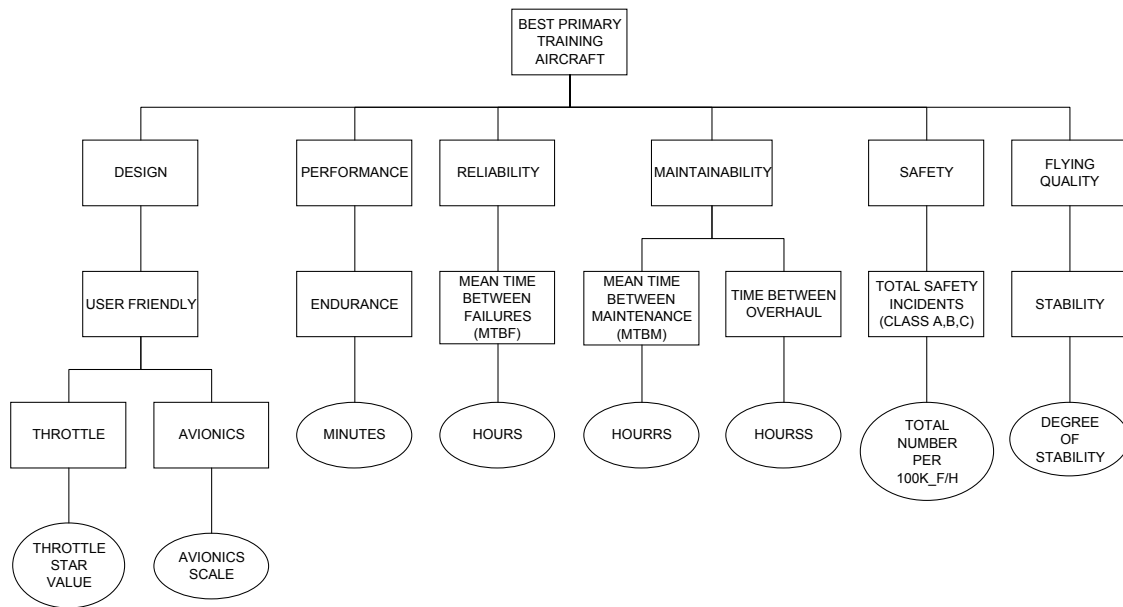 BEST PRIMARY
TRAINING
AIRCRAFT
DESIGN
PERFORMANCE
RELIABILITY
MAINTAINABILITY
SAFETY
FLYING
QUALITY
USER FRIENDLY
ENDURANCE
MEAN TIME
BETWEEN
FAILURES
(MTBF)
MEAN TIME
BETWEEN
MAINTENANCE
(MTBM)
TIME BETWEEN
OVERHAUL
TOTAL SAFETY
INCIDENTS
(CLASS A,B,C)
STABILITY
THROTTLE
AVIONICS
MINUTES
HOURS
HOURRS
HOURSS
TOTAL
NUMBER
PER
100K_F/H
DEGREE
OF
STABILITY
THROTTLE
STAR
VALUE
AVIONICS
SCALE